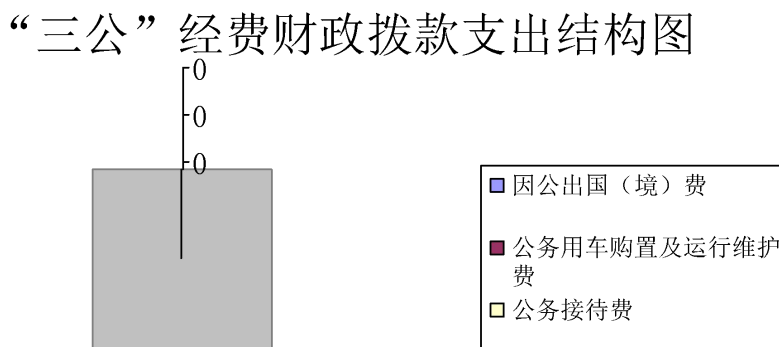 “三公”经费财政拨款支出结构图
0
0
0
因公出国（境）费
公务用车购置及运行维护
费
公务接待费